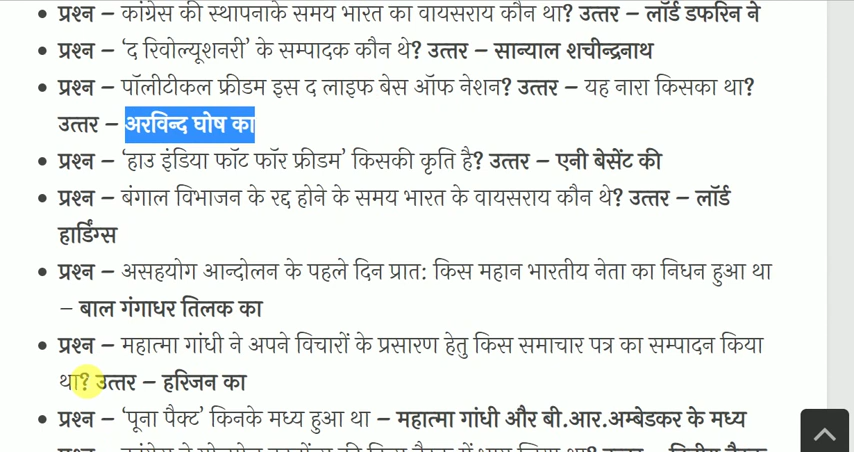 प्रश्न – कांग्रेस की स्थापनाके समय भारत का वायसराय कौन था? उत्तर – लॉर्ड डफरिन ने
प्रश्न – ‘द रिवोल्यूशनरी’ के सम्पादक कौन थे? उत्तर – सान्याल शचीन्द्रनाथ
प्रश्न – पॉलीटीकल फ्रीडम इस द लाइफ बेस ऑफ नेशन? उत्तर – यह नारा किसका था?
उत्तर – अरविन्द घोष का
प्रश्न – ‘हाउ इंडिया फॉट फॉर फ्रीडम’ किसकी कृति है? उत्तर – एनी बेसेंट की
प्रश्न – बंगाल विभाजन के रद्द होने के समय भारत के वायसराय कौन थे? उत्तर – लॉर्ड
हार्डिंग्स
प्रश्न – असहयोग आन्दोलन के पहले दिन प्रात: किस महान भारतीय नेता का निधन हुआ था
– बाल गंगाधर तिलक का
प्रश्न – महात्मा गांधी ने अपने विचारों के प्रसारण हेतु किस समाचार पत्र का सम्पादन किया
था? उत्तर – हरिजन का
प्रश्न – ‘पूना पैक्ट’ किनके मध्य हुआ था – महात्मा गांधी और बी.आर.अम्बेडकर के मध्य